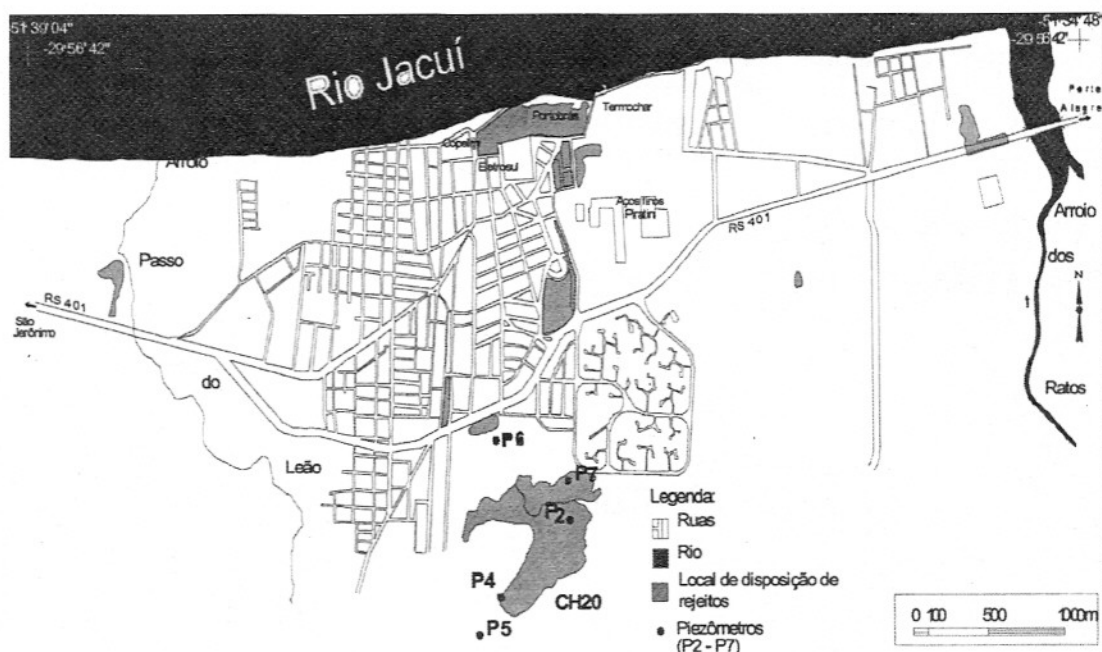 -51°39'04"
-29°56'42"
-51°34'48"
-29°56'42"
Rio Jacuí
Porto
Alegre
Termochar
Portobrás
Copelmi
Eletrosul
Arroio
Passo
do
Leão
Aços Finos
Piratini
RS 401
RS 401
São
Jerônimo
Arroio
dos
Ratos
N
P6
P7
P2
P4
CH20
P5
Legenda:
Ruas
Rio
Local de disposição de
rejeitos
Piezômetros
(P2 - P7)
0 100 500 1000m